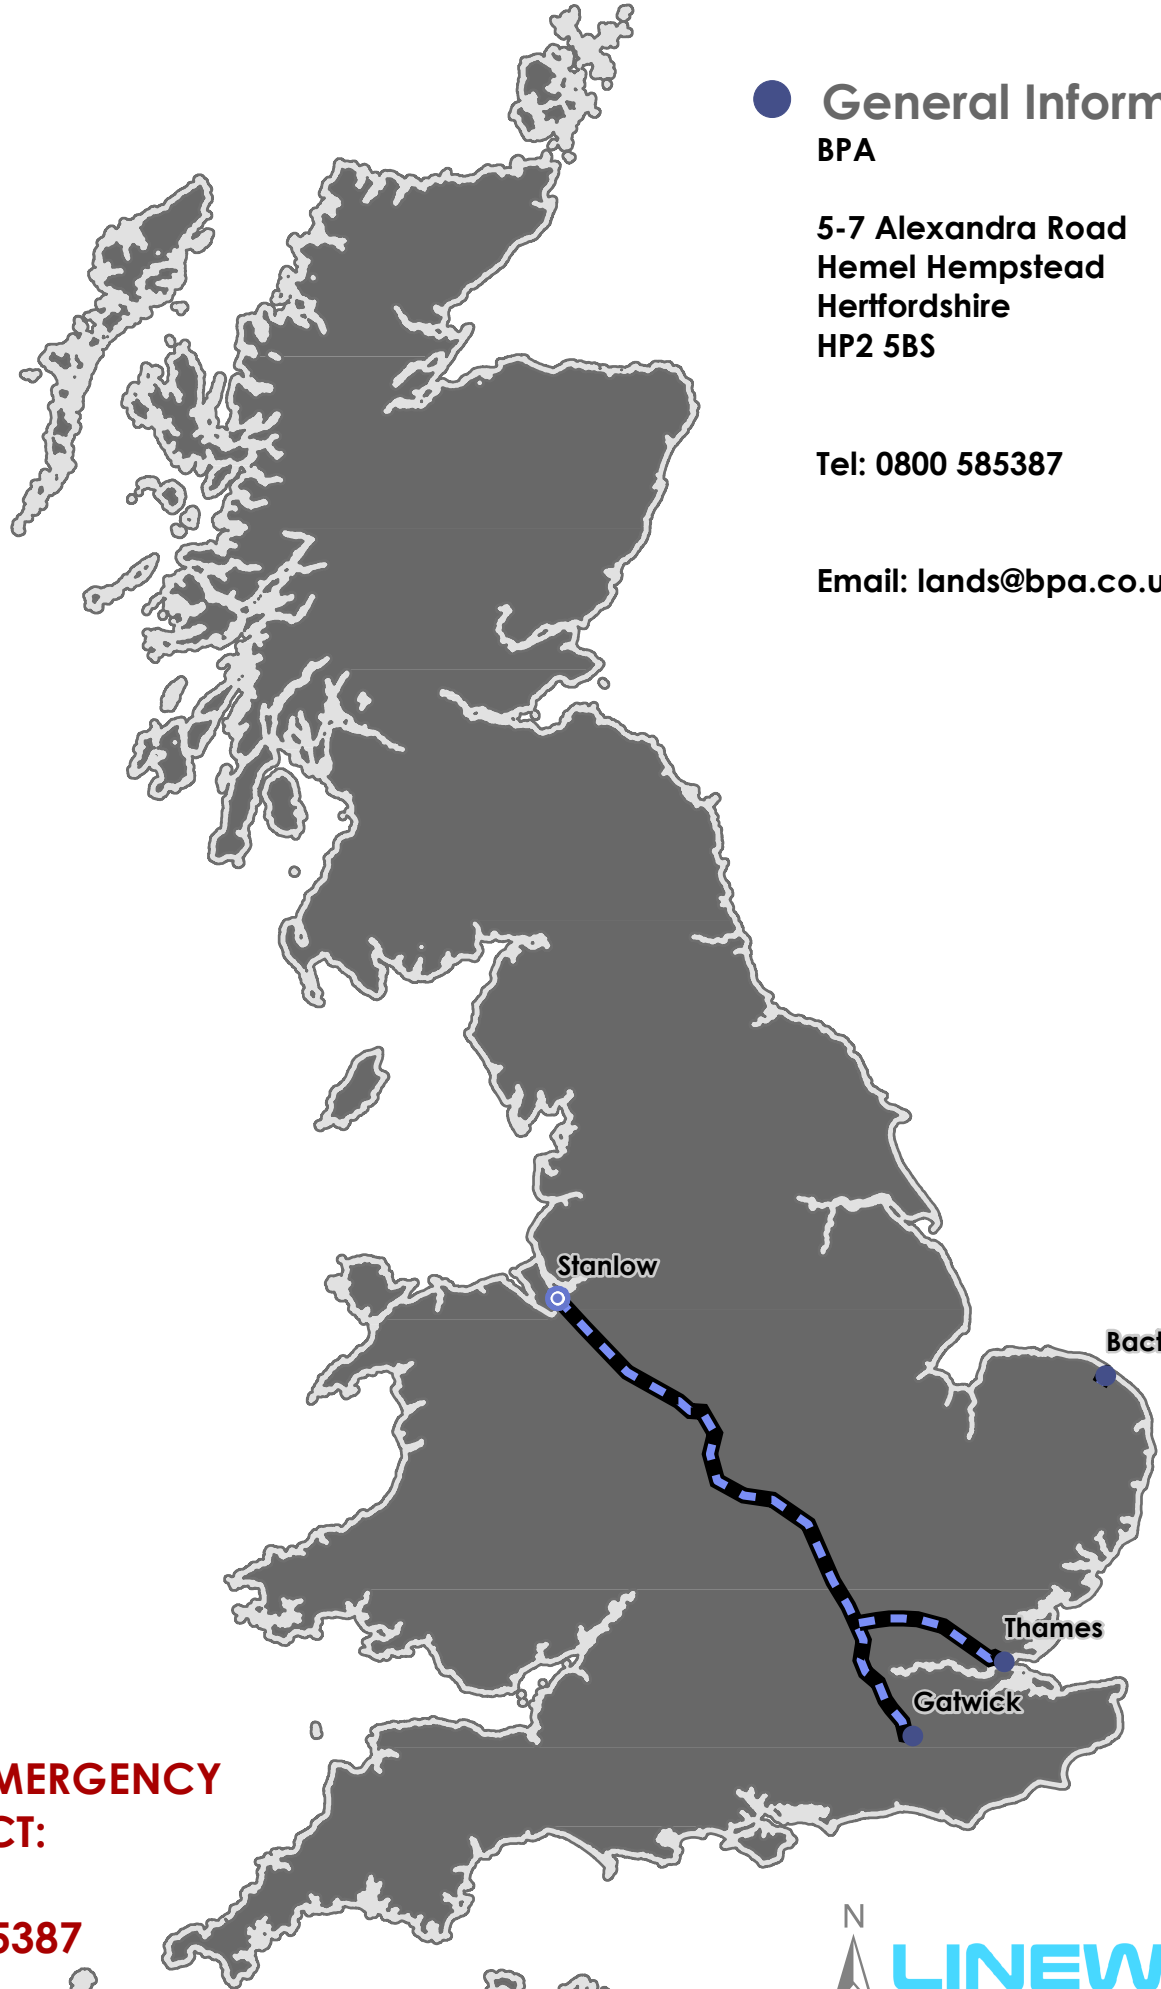 General Inform
BPA
5-7 Alexandra Road
Hemel Hempstead
Hertfordshire
HP2 5BS
Tel: 0800 585387
Email: lands@bpa.co.u
Stanlow
Bact
Thames
Gatwick
MERGENCY
CT:
5387
N
LINEW